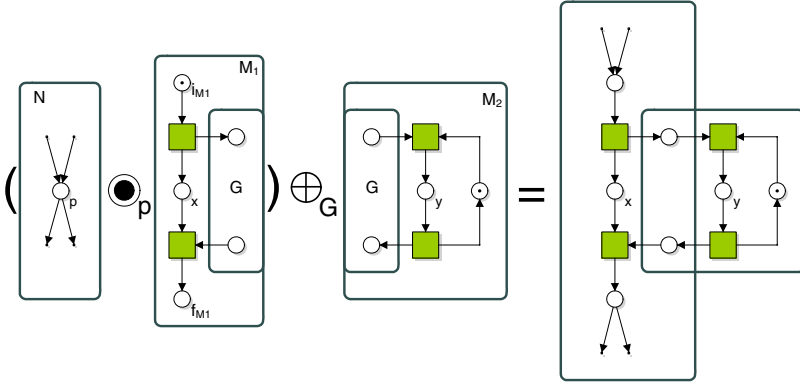 N
p
( ⊙p
M1
iM1
G
x
fM1
) ⊕G
M2
G
y
=
x
y